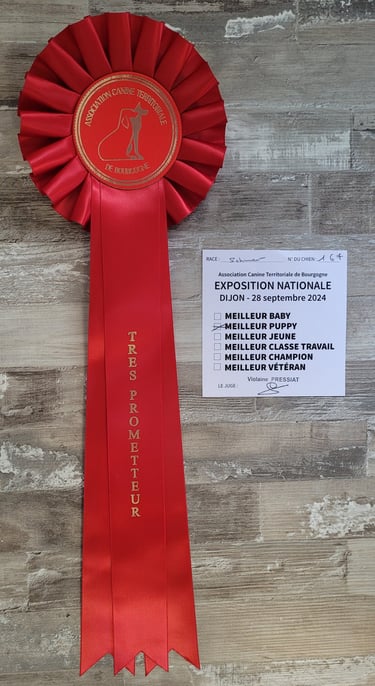 ASSOCIATION CANINE TERRITORIALE
DE BOURGOGNE
TRES PROMETTEUR
RACE : N° DU CHIEN : 167
Association Canine Territoriale de Bourgogne
EXPOSITION NATIONALE
DIJON - 28 septembre 2024
MEILLEUR BABY
MEILLEUR PUPPY
MEILLEUR JEUNE
MEILLEUR CLASSE TRAVAIL
MEILLEUR CHAMPION
MEILLEUR VÉTÉRAN
Violaine PRESSIAT
LE JUGE :